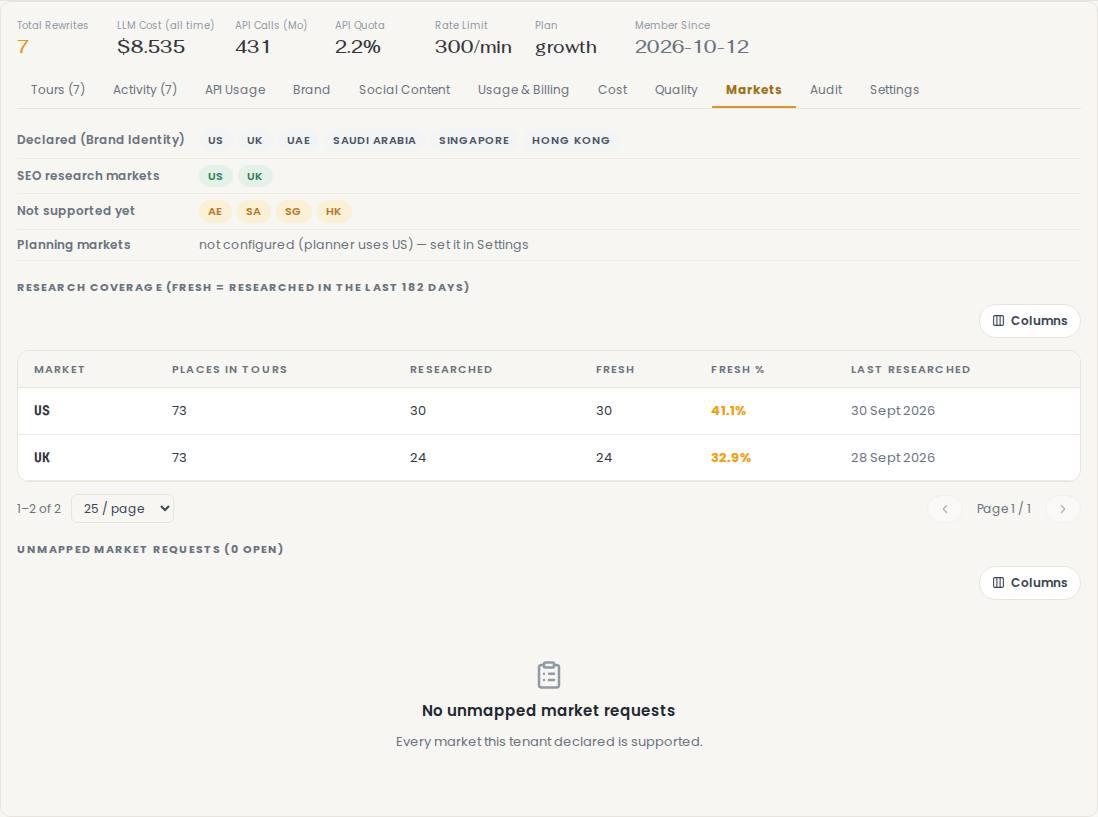 Total Rewrites LLM Cost (all time) API Calls (Mo) API Quota Rate Limit Plan Member Since
7 $8.535 431 2.2% 300/min growth 2026-10-12
Tours (7) Activity (7) API Usage Brand Social Content Usage & Billing Cost Quality Markets Audit Settings
Declared (Brand Identity) US UK UAE SAUDI ARABIA SINGAPORE HONG KONG
SEO research markets US UK
Not supported yet AE SA SG HK
Planning markets not configured (planner uses US) — set it in Settings
RESEARCH COVERAGE (FRESH = RESEARCHED IN THE LAST 182 DAYS)
Columns
MARKET PLACES IN TOURS RESEARCHED FRESH FRESH % LAST RESEARCHED
US 73 30 30 41.1% 30 Sept 2026
UK 73 24 24 32.9% 28 Sept 2026
1–2 of 2 25 / page Page 1 / 1
UNMAPPED MARKET REQUESTS (0 OPEN)
Columns
No unmapped market requests
Every market this tenant declared is supported.